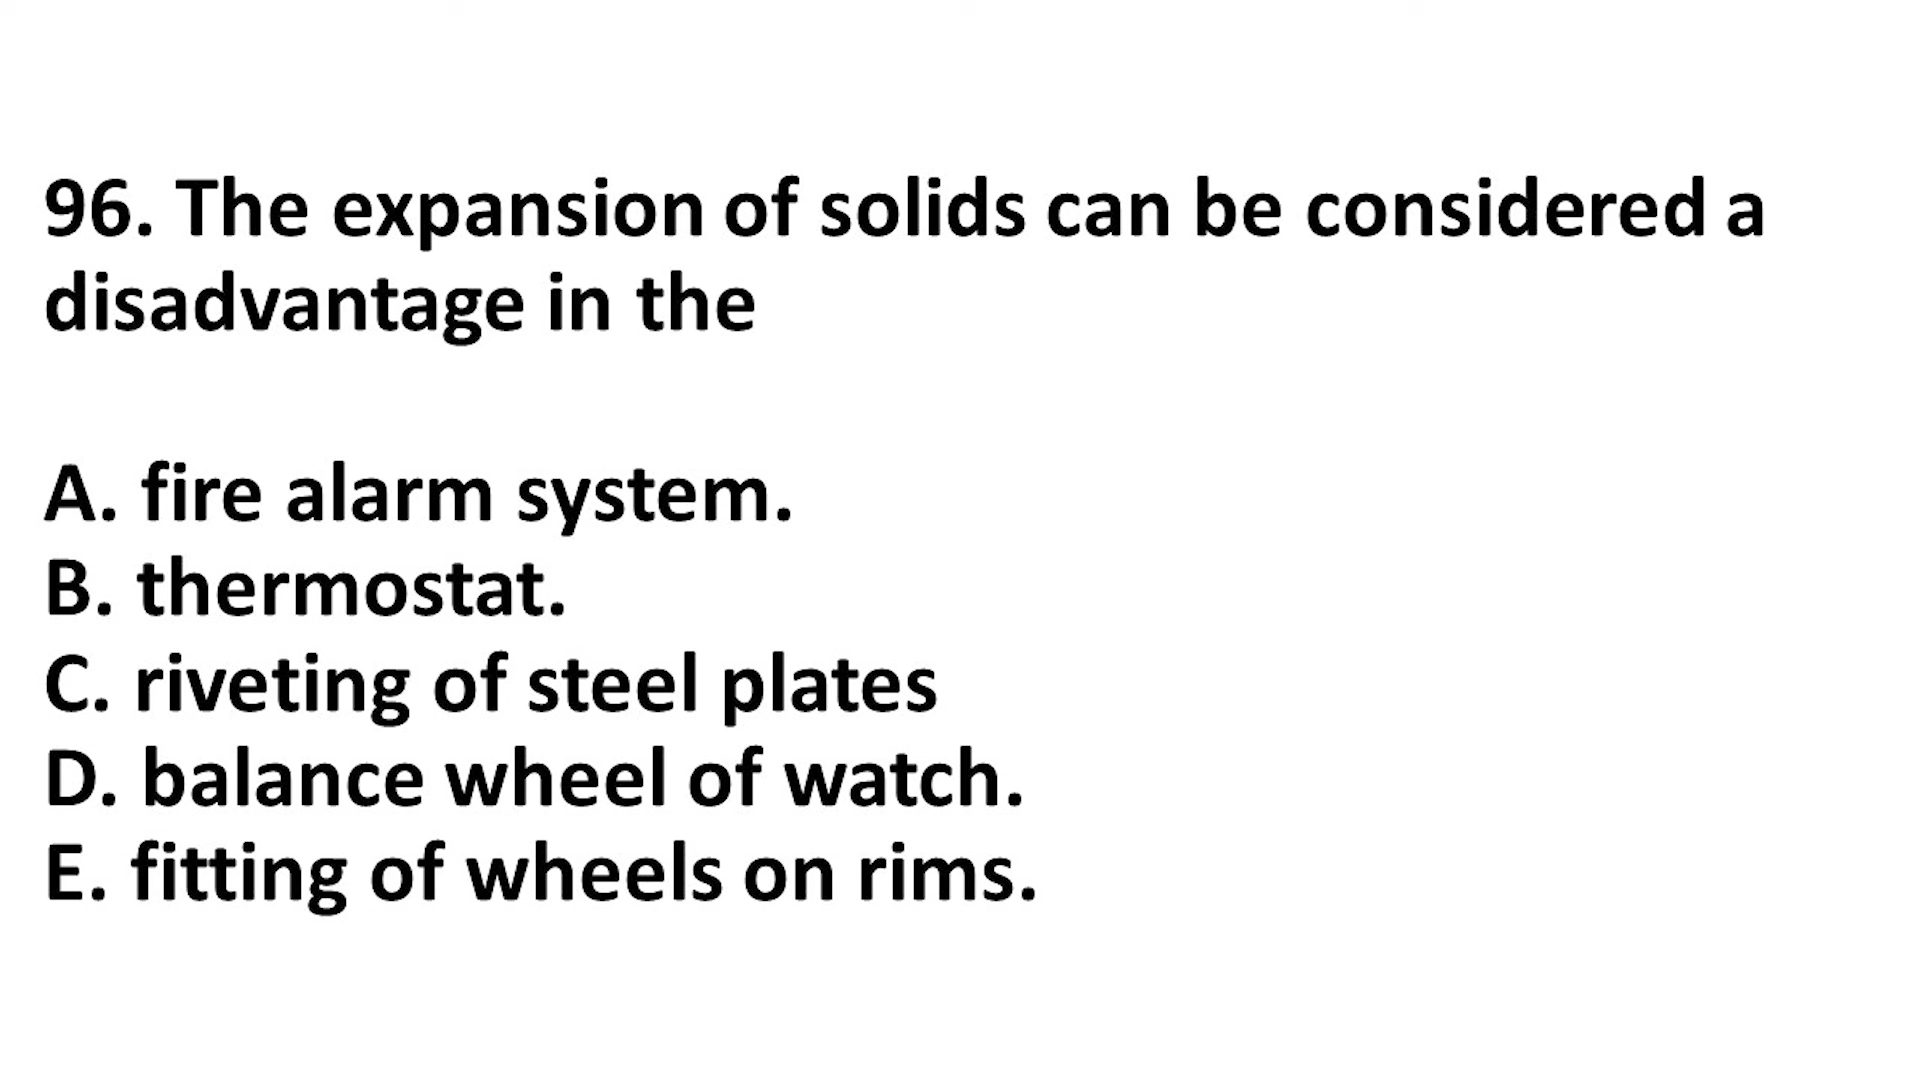 96. The expansion of solids can be considered a
disadvantage in the
A. fire alarm system.
B. thermostat.
C. riveting of steel plates
D. balance wheel of watch.
E. fitting of wheels on rims.